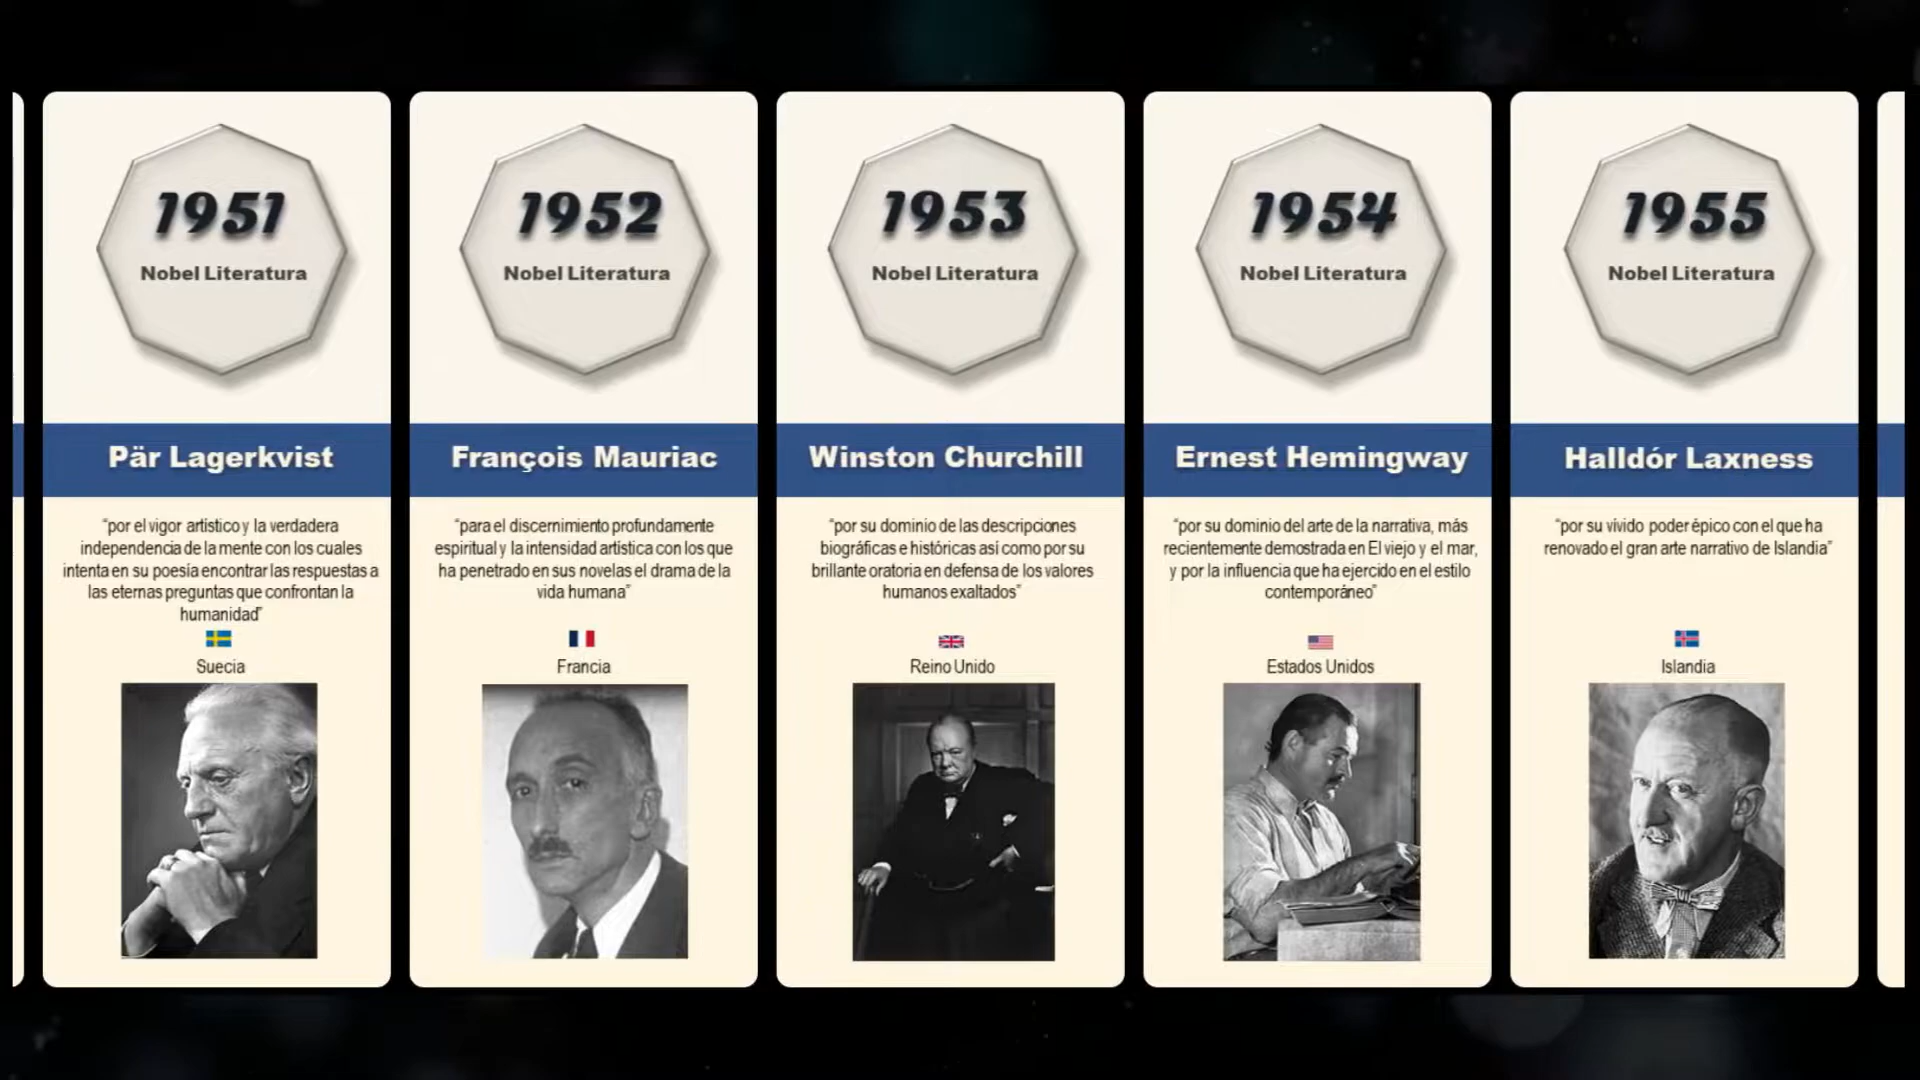 1951
Nobel Literatura
Pär Lagerkvist
“por el vigor artístico y la verdadera
independencia de la mente con los cuales
intenta en su poesía encontrar las respuestas a
las eternas preguntas que confrontan la
humanidad”
Suecia
1952
Nobel Literatura
François Mauriac
“para el discernimiento profundamente
espiritual y la intensidad artística con los que
ha penetrado en sus novelas el drama de la
vida humana”
Francia
1953
Nobel Literatura
Winston Churchill
“por su dominio de las descripciones
biográficas e históricas así como por su
brillante oratoria en defensa de los valores
humanos exaltados”
Reino Unido
1954
Nobel Literatura
Ernest Hemingway
“por su dominio del arte de la narrativa, más
recientemente demostrada en El viejo y el mar,
y por la influencia que ha ejercido en el estilo
contemporáneo”
Estados Unidos
1955
Nobel Literatura
Halldór Laxness
“por su vívido poder épico con el que ha
renovado el gran arte narrativo de Islandia”
Islandia